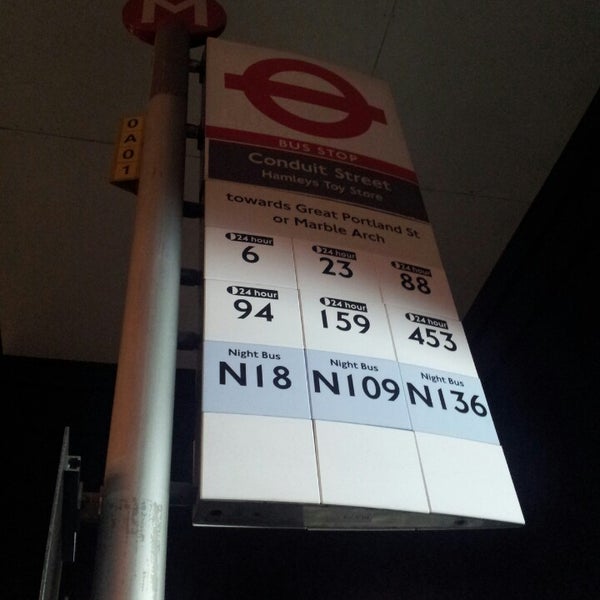 M
0A01
BUS STOP
Conduit Street
Hamleys Toy Store
towards Great Portland St
or Marble Arch
24 hour 24 hour 24 hour
6 23 88
24 hour 24 hour 24 hour
94 159 453
Night Bus Night Bus Night Bus
N18 N109 N136